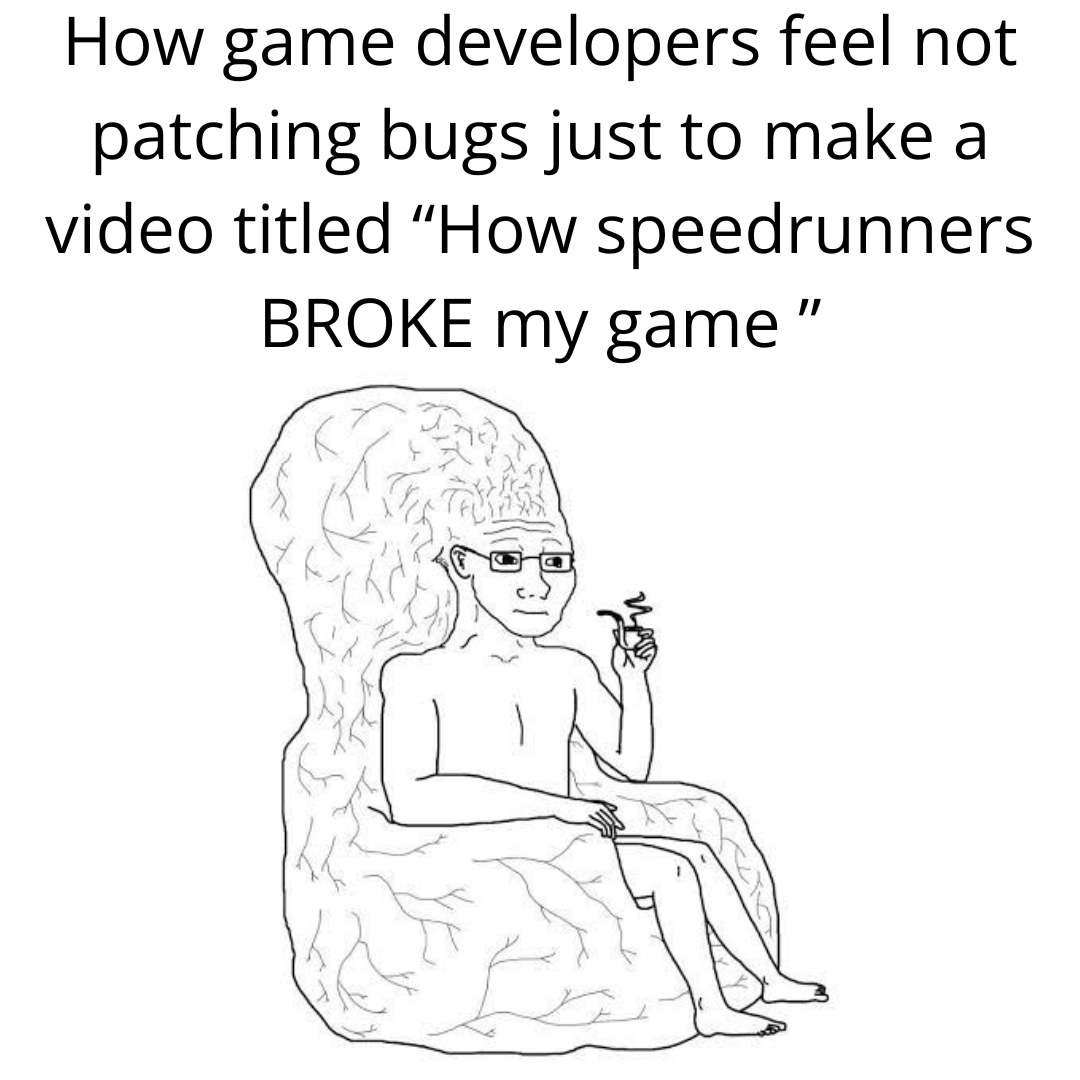 How game developers feel not
patching bugs just to make a
video titled “How speedrunners
BROKE my game ”